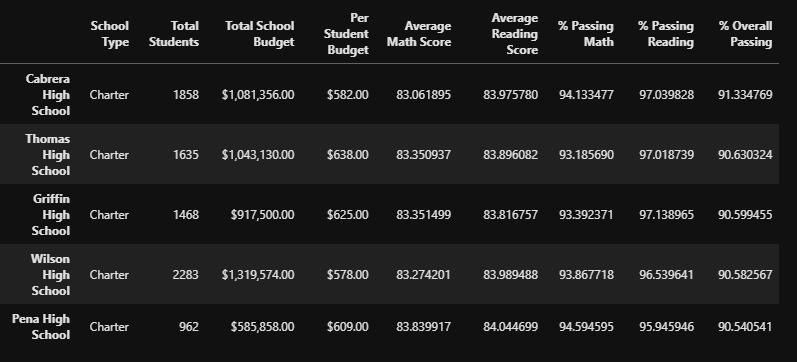 School Type Total Students Total School Budget Per Student Budget Average Math Score Average Reading Score % Passing Math % Passing Reading % Overall Passing
Cabrera High School Charter 1858 $1,081,356.00 $582.00 83.061895 83.975780 94.133477 97.039828 91.334769
Thomas High School Charter 1635 $1,043,130.00 $638.00 83.350937 83.896082 93.185690 97.018739 90.630324
Griffin High School Charter 1468 $917,500.00 $625.00 83.351499 83.816757 93.392371 97.138965 90.599455
Wilson High School Charter 2283 $1,319,574.00 $578.00 83.274201 83.989488 93.867718 96.539641 90.582567
Pena High School Charter 962 $585,858.00 $609.00 83.839917 84.044699 94.594595 95.945946 90.540541